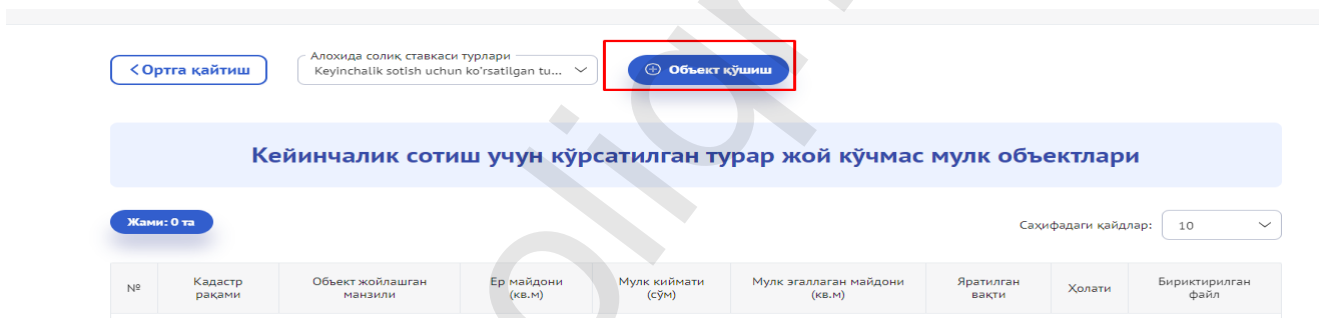 Ортга қайтиш
Алохида солиқ ставкаси турлари
Keyinchalik sotish uchun ko'rsatilgan tu...
Объект қўшиш
Кейинчалик сотиш учун кўрсатилган турар жой кўчмас мулк объектлари
Жами: 0 та
Саҳифадаги қайдлар: 10
№
Кадастр
рақами
Объект жойлашган
манзили
Ер майдони
(кв.м)
Мулк киймати
(сўм)
Мулк эгаллаган майдони
(кв.м)
Яратилган
вақти
Ҳолати
Бириктирилган
файл